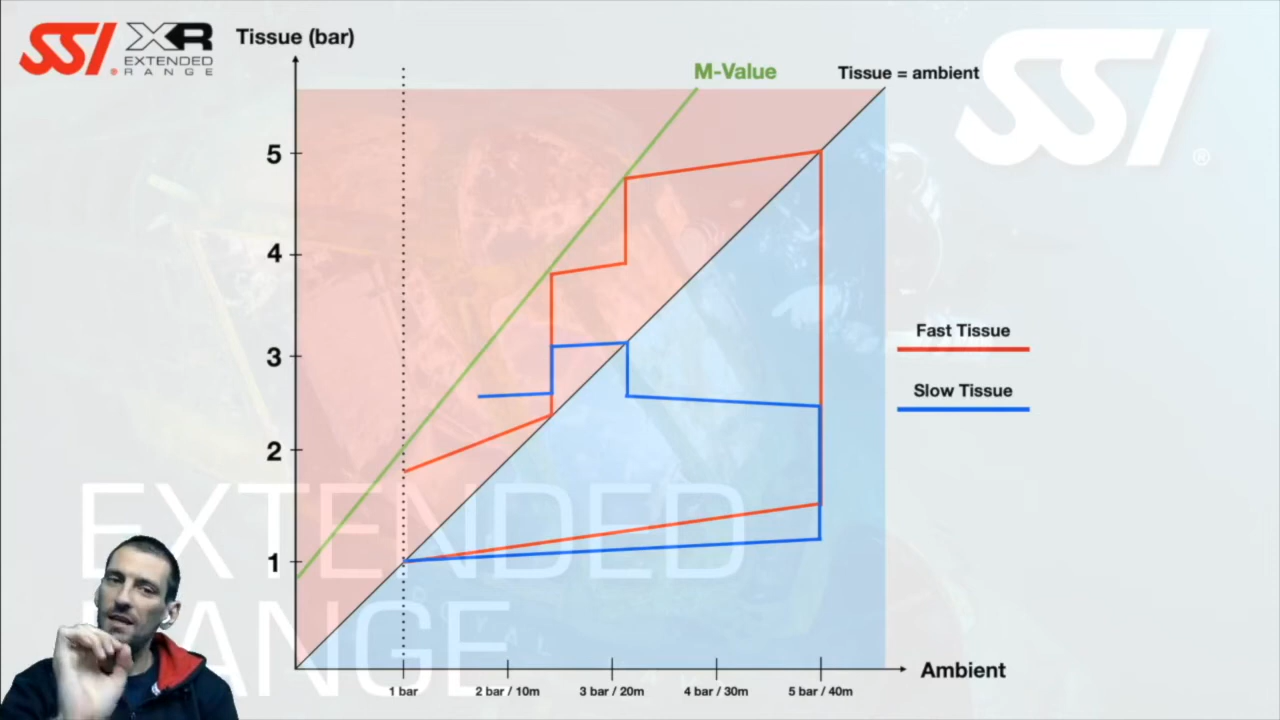 SSI
XR
EXTENDED
RANGE
Tissue (bar)
M-Value
Tissue = ambient
SSI
5
4
3
2
1
Fast Tissue
Slow Tissue
EXTENDED
RANGE
Ambient
1 bar
2 bar / 10m
3 bar / 20m
4 bar / 30m
5 bar / 40m